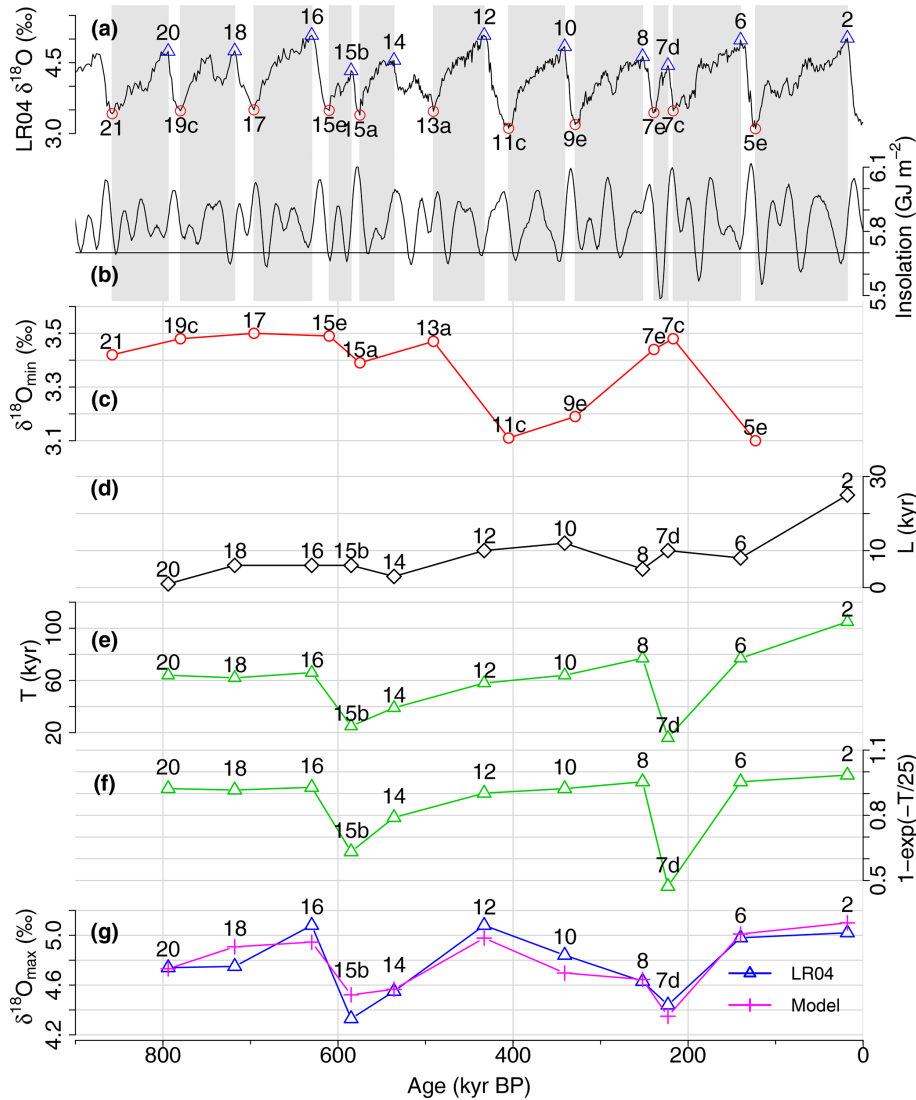 (a)
LR04 δ18O (‰)
4.5
3.0
20 18 16 15b 14 12 10 8 7d 6 2
21 19c 17 15e 15a 13a 11c 9e 7e 7c 5e
(b)
Insolation (GJ m−2)
6.1
5.8
5.5
(c)
δ18Omin (‰)
3.5
3.3
3.1
21 19c 17 15e 15a 13a 11c 9e 7e 7c 5e
(d)
L (kyr)
30
10
0
20 18 16 15b 14 12 10 8 7d 6 2
(e)
T (kyr)
100
60
20
20 18 16 15b 14 12 10 8 7d 6 2
(f)
1−exp(−T/25)
1.1
0.8
0.5
20 18 16 15b 14 12 10 8 7d 6 2
(g)
δ18Omax (‰)
5.0
4.6
4.2
20 18 16 15b 14 12 10 8 7d 6 2
LR04
Model
800 600 400 200 0
Age (kyr BP)